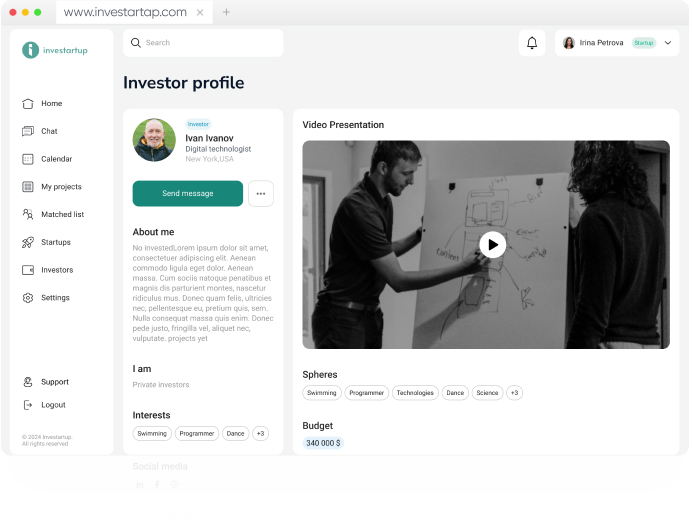 www.investartap.com
investartup
Search
Irina Petrova
Startup
Home
Chat
Calendar
My projects
Matched list
Startups
Investors
Settings
Support
Logout
© 2024 Investartup.
All rights reserved
Investor profile
Investor
Ivan Ivanov
Digital technologist
New York,USA
Send message
About me
No investedLorem ipsum dolor sit amet,
consectetuer adipiscing elit. Aenean
commodo ligula eget dolor. Aenean
massa. Cum sociis natoque penatibus et
magnis dis parturient montes, nascetur
ridiculus mus. Donec quam felis, ultricies
nec, pellentesque eu, pretium quis, sem.
Nulla consequat massa quis enim. Donec
pede justo, fringilla vel, aliquet nec,
vulputate. projects yet
I am
Private investors
Interests
Swimming Programmer Dance +3
Social media
Video Presentation
Content
Spheres
Swimming Programmer Technologies Dance Science +3
Budget
340 000 $